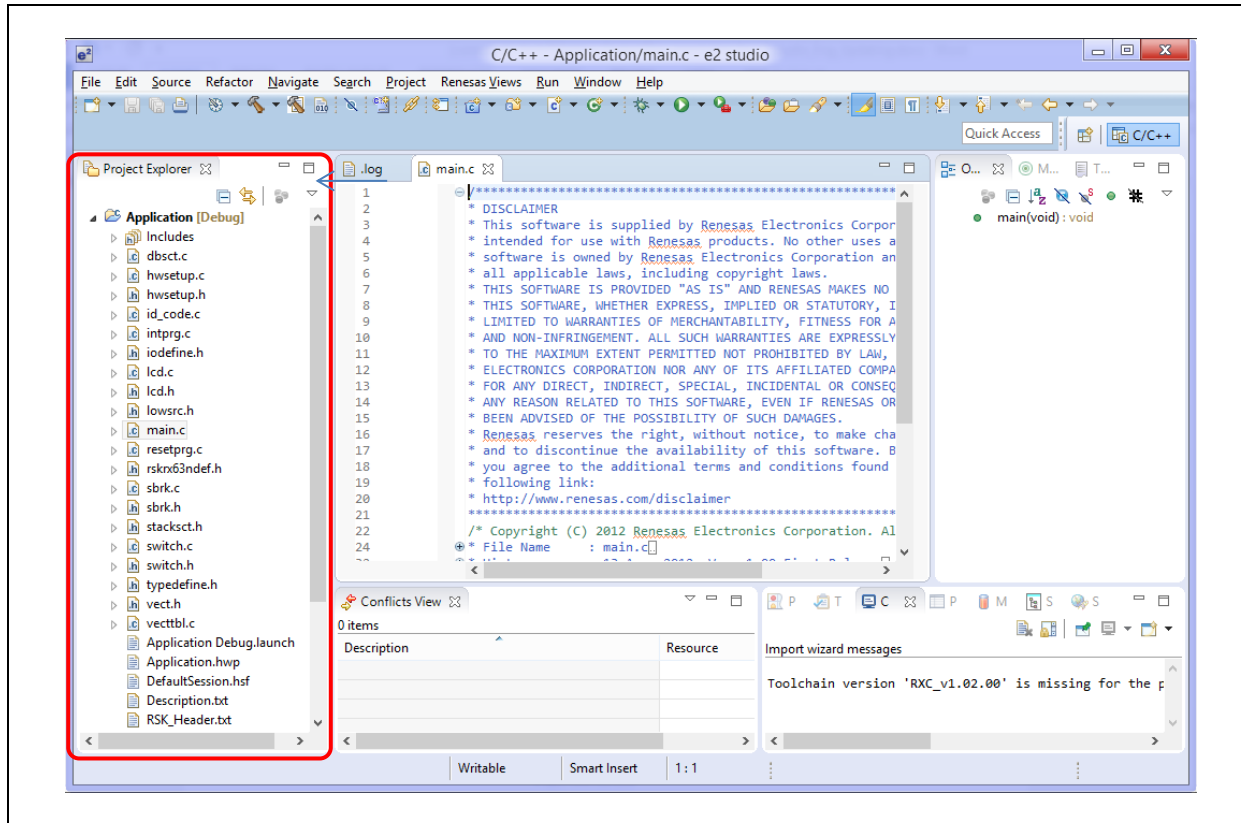 e²
C/C++ - Application/main.c - e2 studio
File Edit Source Refactor Navigate Search Project Renesas Views Run Window Help
Quick Access
C/C++
Project Explorer
Application [Debug]
Includes
dbsct.c
hwsetup.c
hwsetup.h
id_code.c
intprg.c
iodefine.h
lcd.c
lcd.h
lowsrc.h
main.c
resetprg.c
rskrx63ndef.h
sbrk.c
sbrk.h
stacksct.h
switch.c
switch.h
typedefine.h
vect.h
vecttbl.c
Application Debug.launch
Application.hwp
DefaultSession.hsf
Description.txt
RSK_Header.txt
.log main.c
1 /***********************************************************
2 * DISCLAIMER
3 * This software is supplied by Renesas Electronics Corpor
4 * intended for use with Renesas products. No other uses a
5 * software is owned by Renesas Electronics Corporation an
6 * all applicable laws, including copyright laws.
7 * THIS SOFTWARE IS PROVIDED "AS IS" AND RENESAS MAKES NO
8 * THIS SOFTWARE, WHETHER EXPRESS, IMPLIED OR STATUTORY, I
9 * LIMITED TO WARRANTIES OF MERCHANTABILITY, FITNESS FOR A
10 * AND NON-INFRINGEMENT. ALL SUCH WARRANTIES ARE EXPRESSLY
11 * TO THE MAXIMUM EXTENT PERMITTED NOT PROHIBITED BY LAW,
12 * ELECTRONICS CORPORATION NOR ANY OF ITS AFFILIATED COMPA
13 * FOR ANY DIRECT, INDIRECT, SPECIAL, INCIDENTAL OR CONSEQ
14 * ANY REASON RELATED TO THIS SOFTWARE, EVEN IF RENESAS OR
15 * BEEN ADVISED OF THE POSSIBILITY OF SUCH DAMAGES.
16 * Renesas reserves the right, without notice, to make cha
17 * and to discontinue the availability of this software. B
18 * you agree to the additional terms and conditions found
19 * following link:
20 * http://www.renesas.com/disclaimer
21 ***********************************************************
22 /* Copyright (C) 2012 Renesas Electronics Corporation. Al
24 * File Name : main.c
O... M... T...
main(void) : void
Conflicts View
0 items
Description Resource
P T C P M S S
Import wizard messages
Toolchain version 'RXC_v1.02.00' is missing for the p
Writable Smart Insert 1 : 1